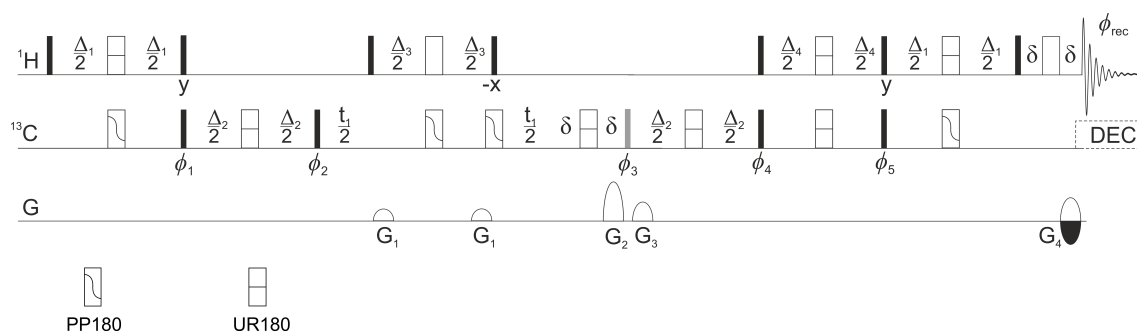 ¹H Δ₁/2 Δ₁/2 Δ₃/2 Δ₃/2 Δ₄/2 Δ₄/2 Δ₁/2 Δ₁/2 δ δ ϕrec
y -x y
¹³C Δ₂/2 Δ₂/2 t₁/2 t₁/2 δ δ Δ₂/2 Δ₂/2 DEC
ϕ₁ ϕ₂ ϕ₃ ϕ₄ ϕ₅
G
G₁ G₁ G₂ G₃ G₄
PP180 UR180